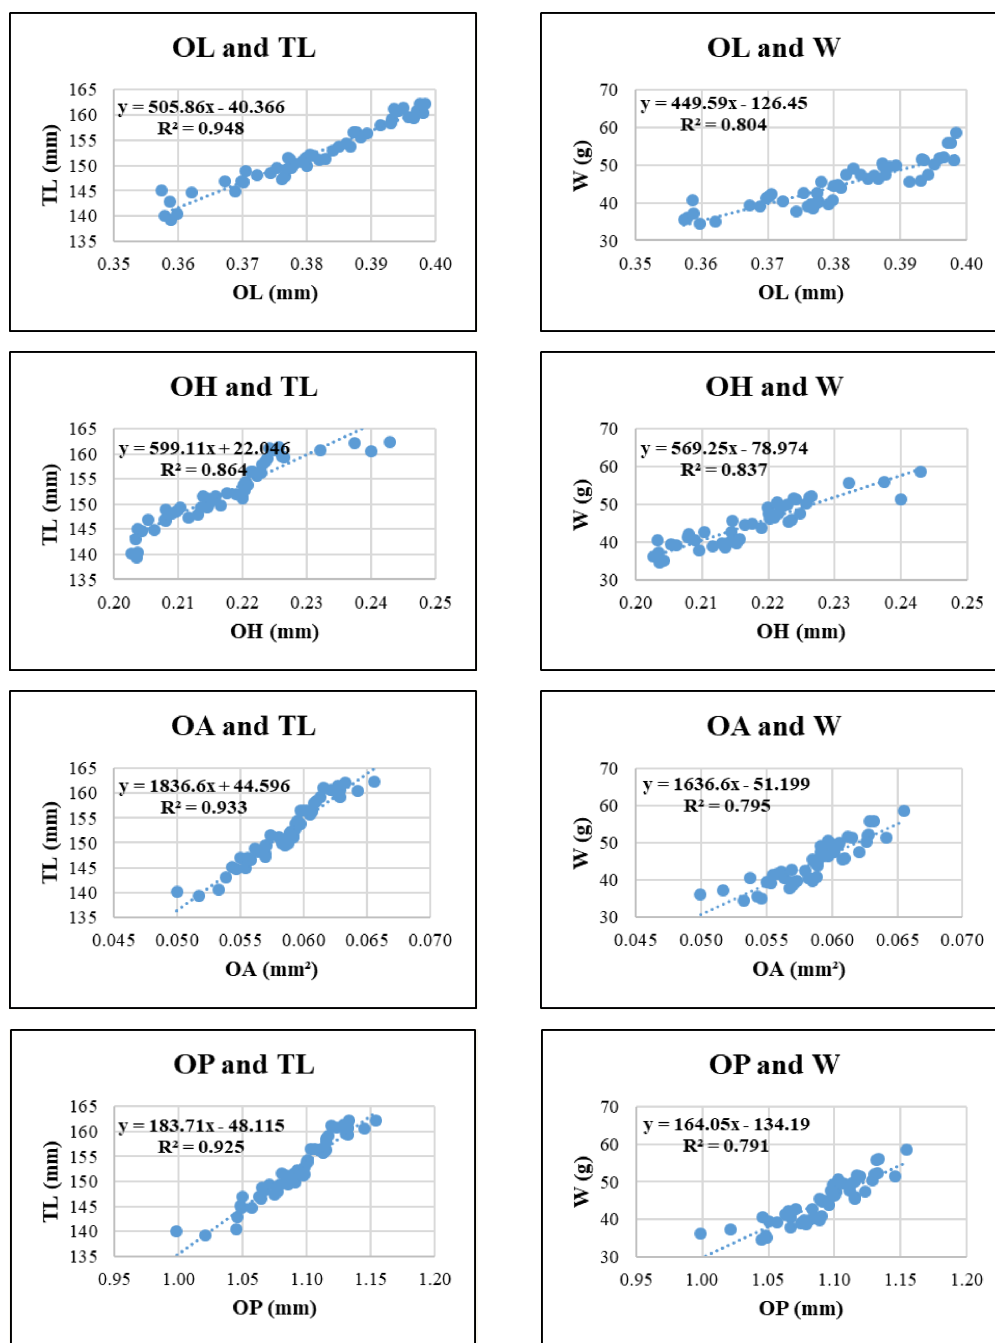 OL and TL
y = 505.86x - 40.366
R² = 0.948
TL (mm)
165
160
155
150
145
140
135
0.35 0.36 0.37 0.38 0.39 0.40
OL (mm)
OL and W
y = 449.59x - 126.45
R² = 0.804
W (g)
70
60
50
40
30
0.35 0.36 0.37 0.38 0.39 0.40
OL (mm)
OH and TL
y = 599.11x + 22.046
R² = 0.864
TL (mm)
165
160
155
150
145
140
135
0.20 0.21 0.22 0.23 0.24 0.25
OH (mm)
OH and W
y = 569.25x - 78.974
R² = 0.837
W (g)
70
60
50
40
30
0.20 0.21 0.22 0.23 0.24 0.25
OH (mm)
OA and TL
y = 1836.6x + 44.596
R² = 0.933
TL (mm)
165
160
155
150
145
140
135
0.045 0.050 0.055 0.060 0.065 0.070
OA (mm²)
OA and W
y = 1636.6x - 51.199
R² = 0.795
W (g)
70
60
50
40
30
0.045 0.050 0.055 0.060 0.065 0.070
OA (mm²)
OP and TL
y = 183.71x - 48.115
R² = 0.925
TL (mm)
165
160
155
150
145
140
135
0.95 1.00 1.05 1.10 1.15 1.20
OP (mm)
OP and W
y = 164.05x - 134.19
R² = 0.791
W (g)
70
60
50
40
30
0.95 1.00 1.05 1.10 1.15 1.20
OP (mm)